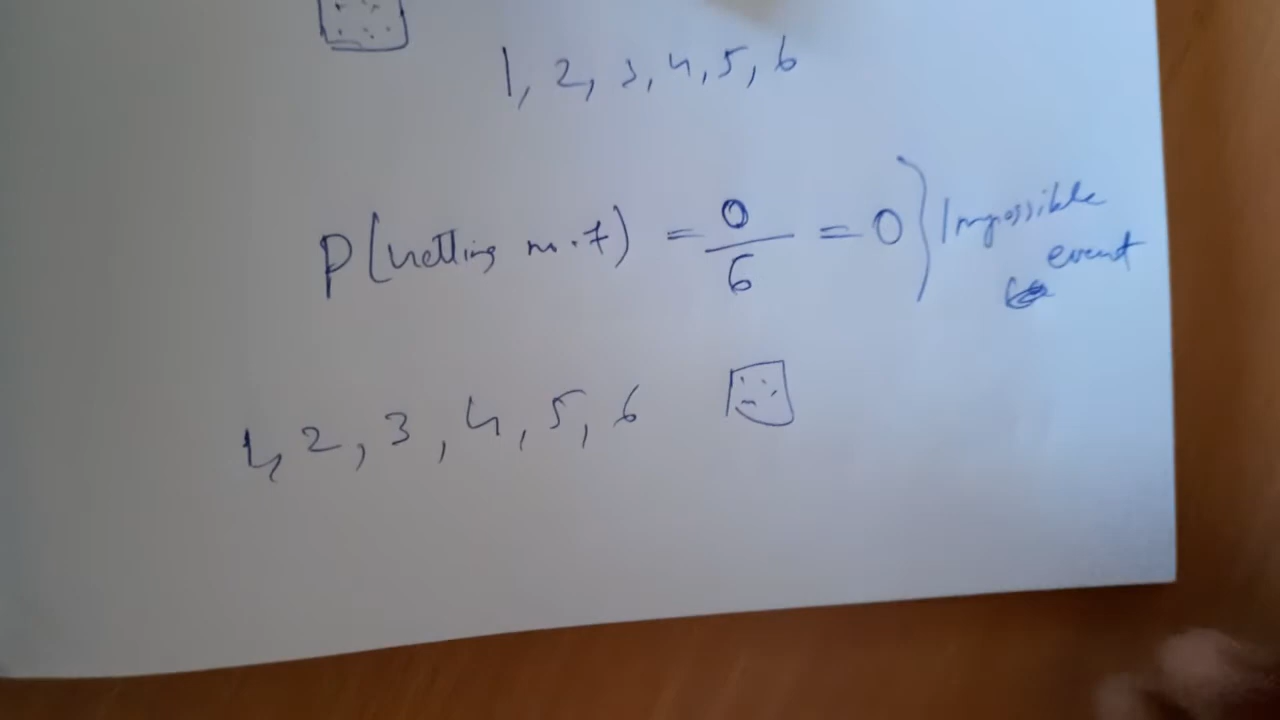 1, 2, 3, 4, 5, 6
P(getting no. 7) = 0/6 = 0 } Impossible
event
1, 2, 3, 4, 5, 6